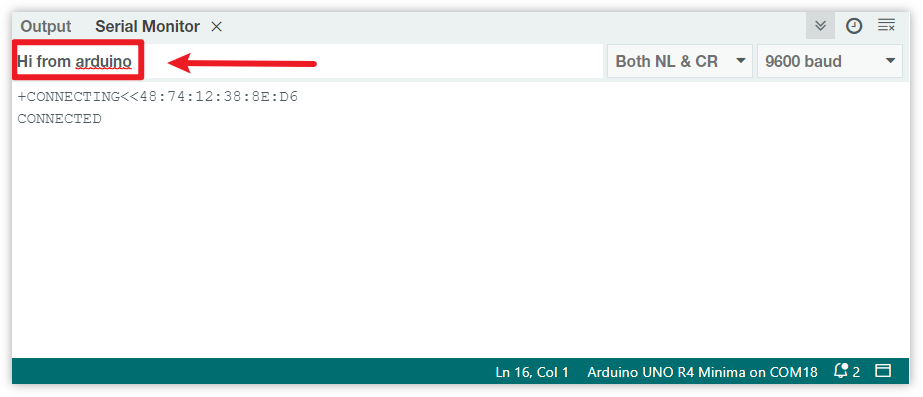 Output Serial Monitor
Hi from arduino Both NL & CR 9600 baud
+CONNECTING<<48:74:12:38:8E:D6
CONNECTED
Ln 16, Col 1 Arduino UNO R4 Minima on COM18 2